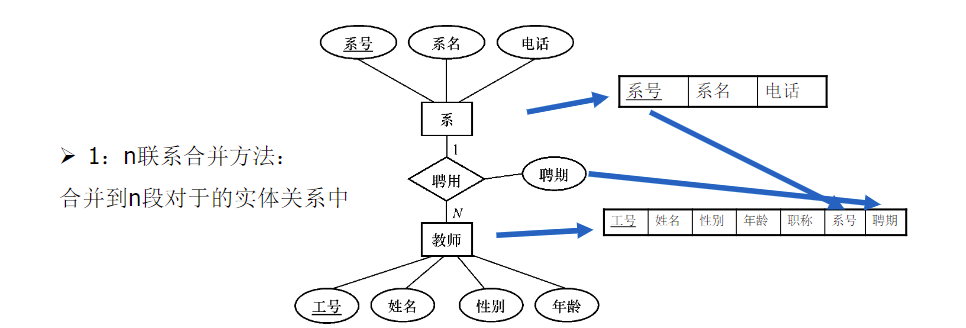 系号 系名 电话
系号 系名 电话
系
1
➢ 1：n联系合并方法：
聘用 聘期
合并到n段对于的实体关系中
N
工号 姓名 性别 年龄 职称 系号 聘期
教师
工号 姓名 性别 年龄